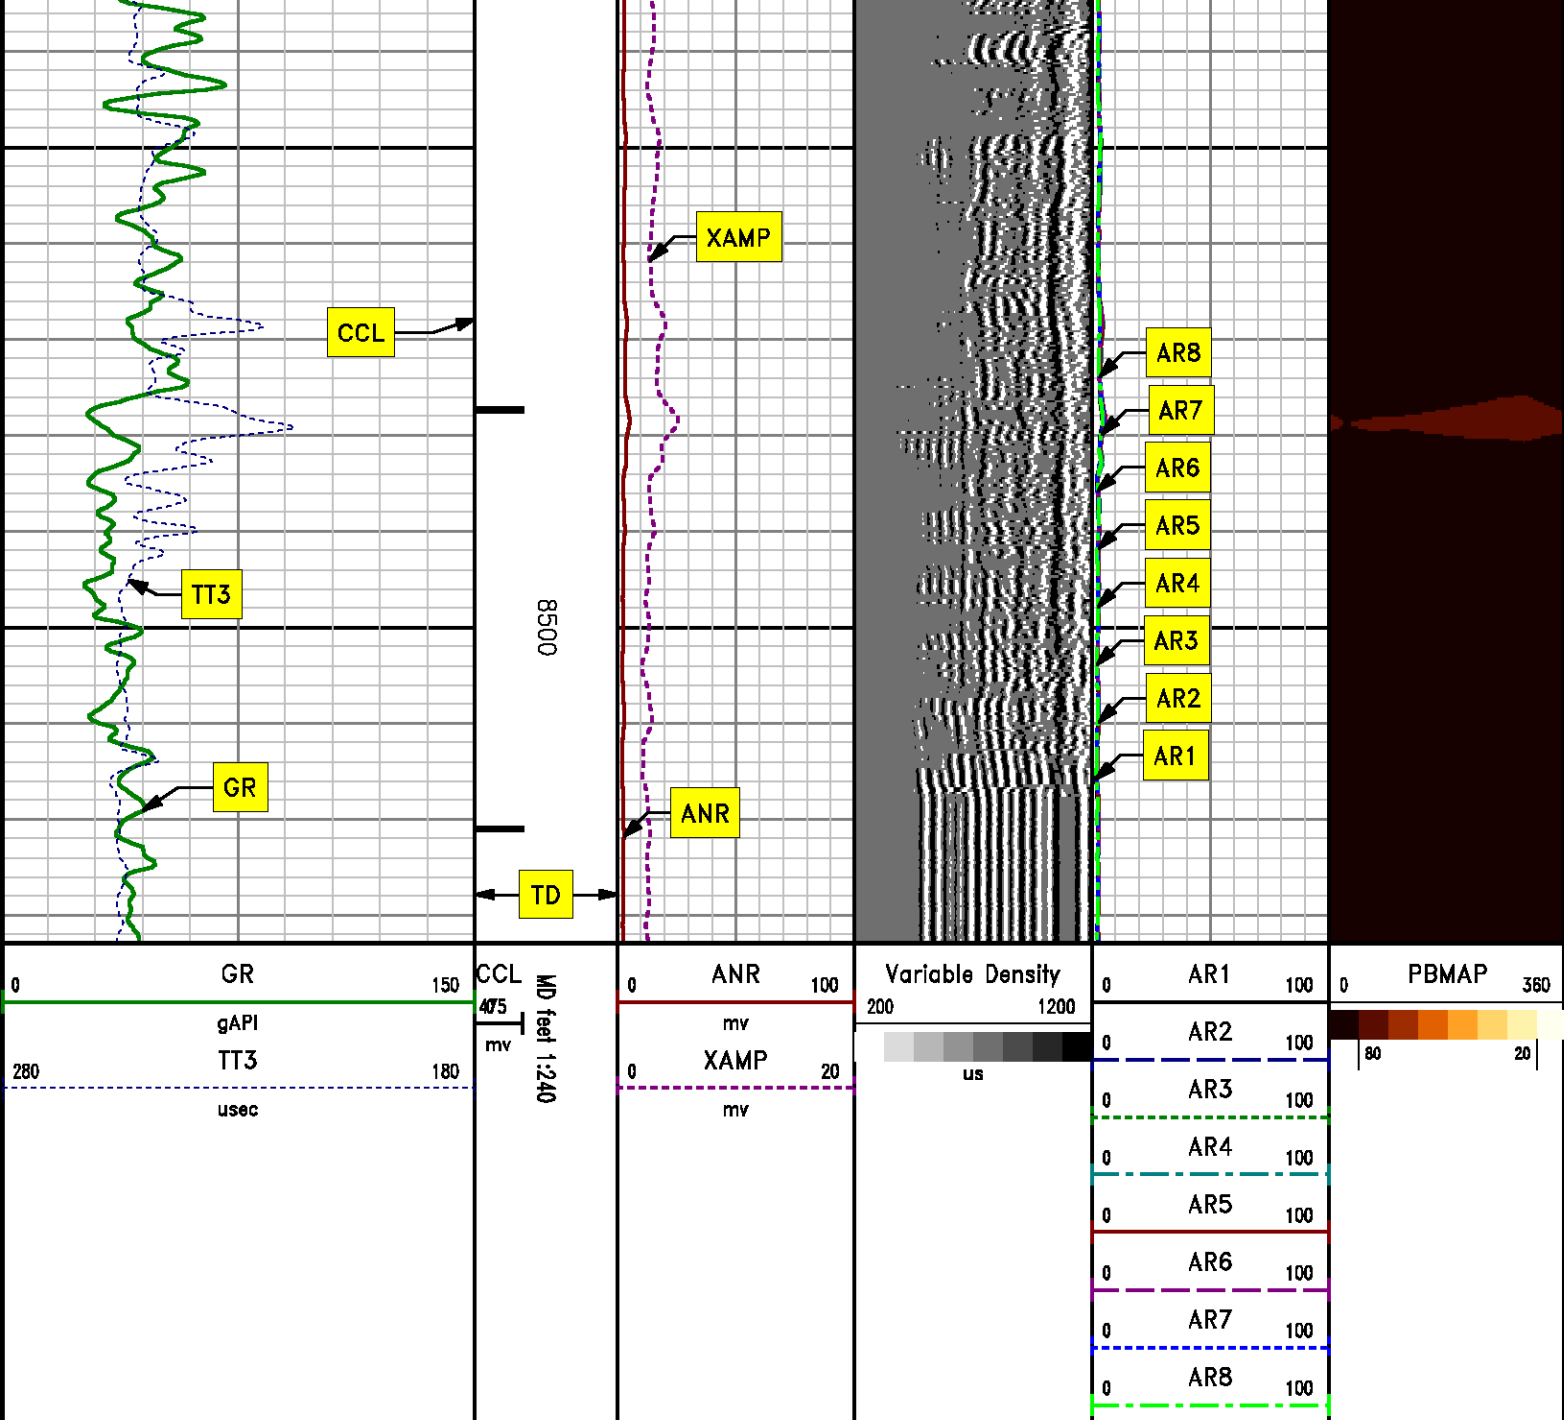 XAMP
CCL
AR8
AR7
AR6
AR5
TT3
8500
AR4
AR3
AR2
AR1
GR
ANR
TD
0 GR 150
gAPI
280 TT3 180
usec
CCL
475
mv
MD feet 1:240
0 ANR 100
mv
0 XAMP 20
mv
Variable Density
200 1200
us
0 AR1 100
0 AR2 100
0 AR3 100
0 AR4 100
0 AR5 100
0 AR6 100
0 AR7 100
0 AR8 100
0 PBMAP 360
80 20